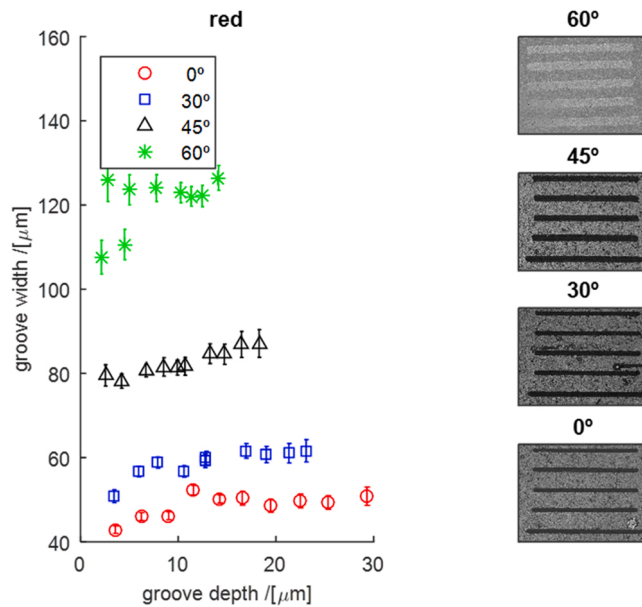 red
160
140
120
100
80
60
40
0
10
20
30
groove width /[μm]
groove depth /[μm]
0º
30º
45º
60º
60º
45º
30º
0º